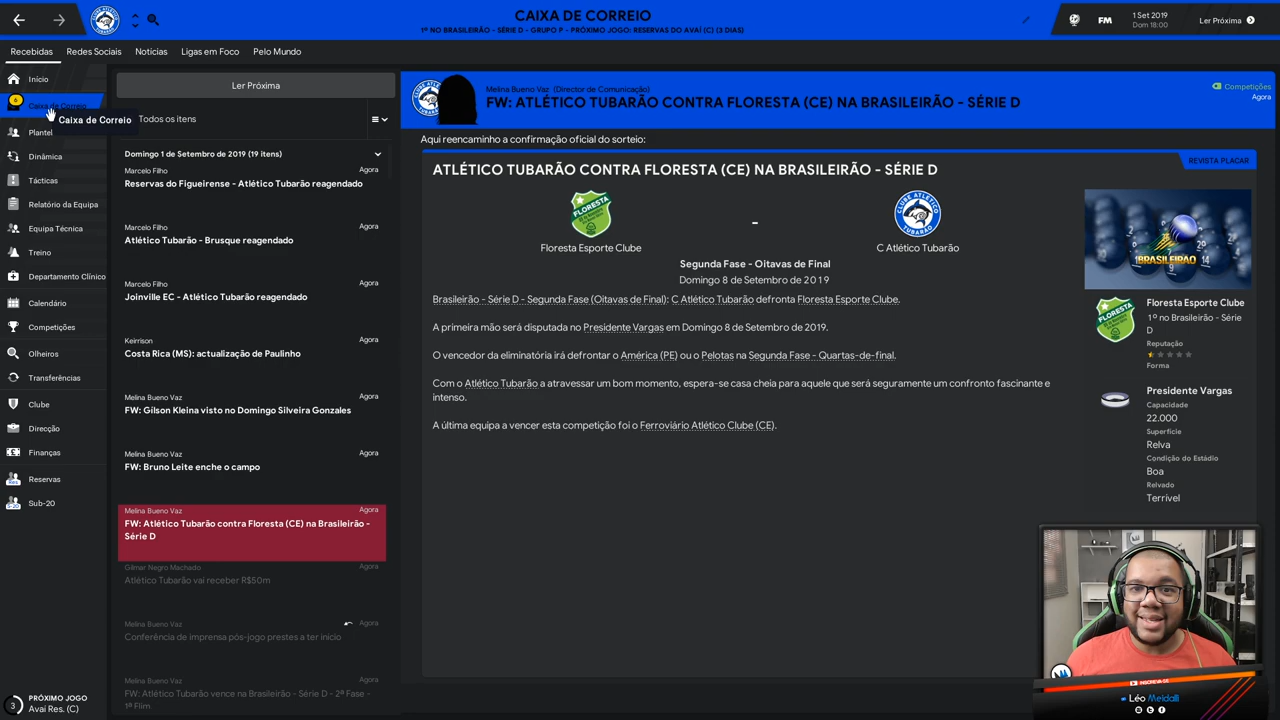 CAIXA DE CORREIO
1º NO BRASILEIRÃO - SÉRIE D - GRUPO P - PRÓXIMO JOGO: RESERVAS DO AVAÍ (C) (3 DIAS)
FM
1 Set 2019
Dom 18:00
Ler Próxima
Recebidas
Redes Sociais
Notícias
Ligas em Foco
Pelo Mundo
Início
Caixa de Correio
Caixa de Correio
Plantel
Dinâmica
Tácticas
Relatório da Equipa
Equipa Técnica
Treino
Departamento Clínico
Calendário
Competições
Olheiros
Transferências
Clube
Direcção
Finanças
Reservas
Sub-20
3
PRÓXIMO JOGO
Avaí Res. (C)
Ler Próxima
Todos os itens
Domingo 1 de Setembro de 2019 (19 itens)
Marcelo Filho
Agora
Reservas do Figueirense - Atlético Tubarão reagendado
Marcelo Filho
Agora
Atlético Tubarão - Brusque reagendado
Marcelo Filho
Agora
Joinville EC - Atlético Tubarão reagendado
Keirrison
Agora
Costa Rica (MS): actualização de Paulinho
Melina Bueno Vaz
Agora
FW: Gilson Kleina visto no Domingo Silveira Gonzales
Melina Bueno Vaz
Agora
FW: Bruno Leite enche o campo
Melina Bueno Vaz
Agora
FW: Atlético Tubarão contra Floresta (CE) na Brasileirão -
Série D
Gilmar Negro Machado
Agora
Atlético Tubarão vai receber R$50m
Melina Bueno Vaz
Agora
Conferência de imprensa pós-jogo prestes a ter início
Melina Bueno Vaz
Agora
FW: Atlético Tubarão vence na Brasileirão - Série D - 2ª Fase -
1ª Flim
Melina Bueno Vaz (Director de Comunicação)
FW: ATLÉTICO TUBARÃO CONTRA FLORESTA (CE) NA BRASILEIRÃO - SÉRIE D
Competições
Agora
Aqui reencaminho a confirmação oficial do sorteio:
REVISTA PLACAR
ATLÉTICO TUBARÃO CONTRA FLORESTA (CE) NA BRASILEIRÃO - SÉRIE D
FLORESTA
-
Floresta Esporte Clube
C Atlético Tubarão
Segunda Fase - Oitavas de Final
Domingo 8 de Setembro de 2019
Brasileirão - Série D - Segunda Fase (Oitavas de Final): C Atlético Tubarão defronta Floresta Esporte Clube.
A primeira mão será disputada no Presidente Vargas em Domingo 8 de Setembro de 2019.
O vencedor da eliminatória irá defrontar o América (PE) ou o Pelotas na Segunda Fase - Quartas-de-final.
Com o Atlético Tubarão a atravessar um bom momento, espera-se casa cheia para aquele que será seguramente um confronto fascinante e
intenso.
A última equipa a vencer esta competição foi o Ferroviário Atlético Clube (CE).
BRASILEIRÃO
FLORESTA
Floresta Esporte Clube
1º no Brasileirão - Série
D
Reputação
Forma
Presidente Vargas
Capacidade
22.000
Superfície
Relva
Condição do Estádio
Boa
Relvado
Terrível
INSCREVA-SE
Léo Meidalli